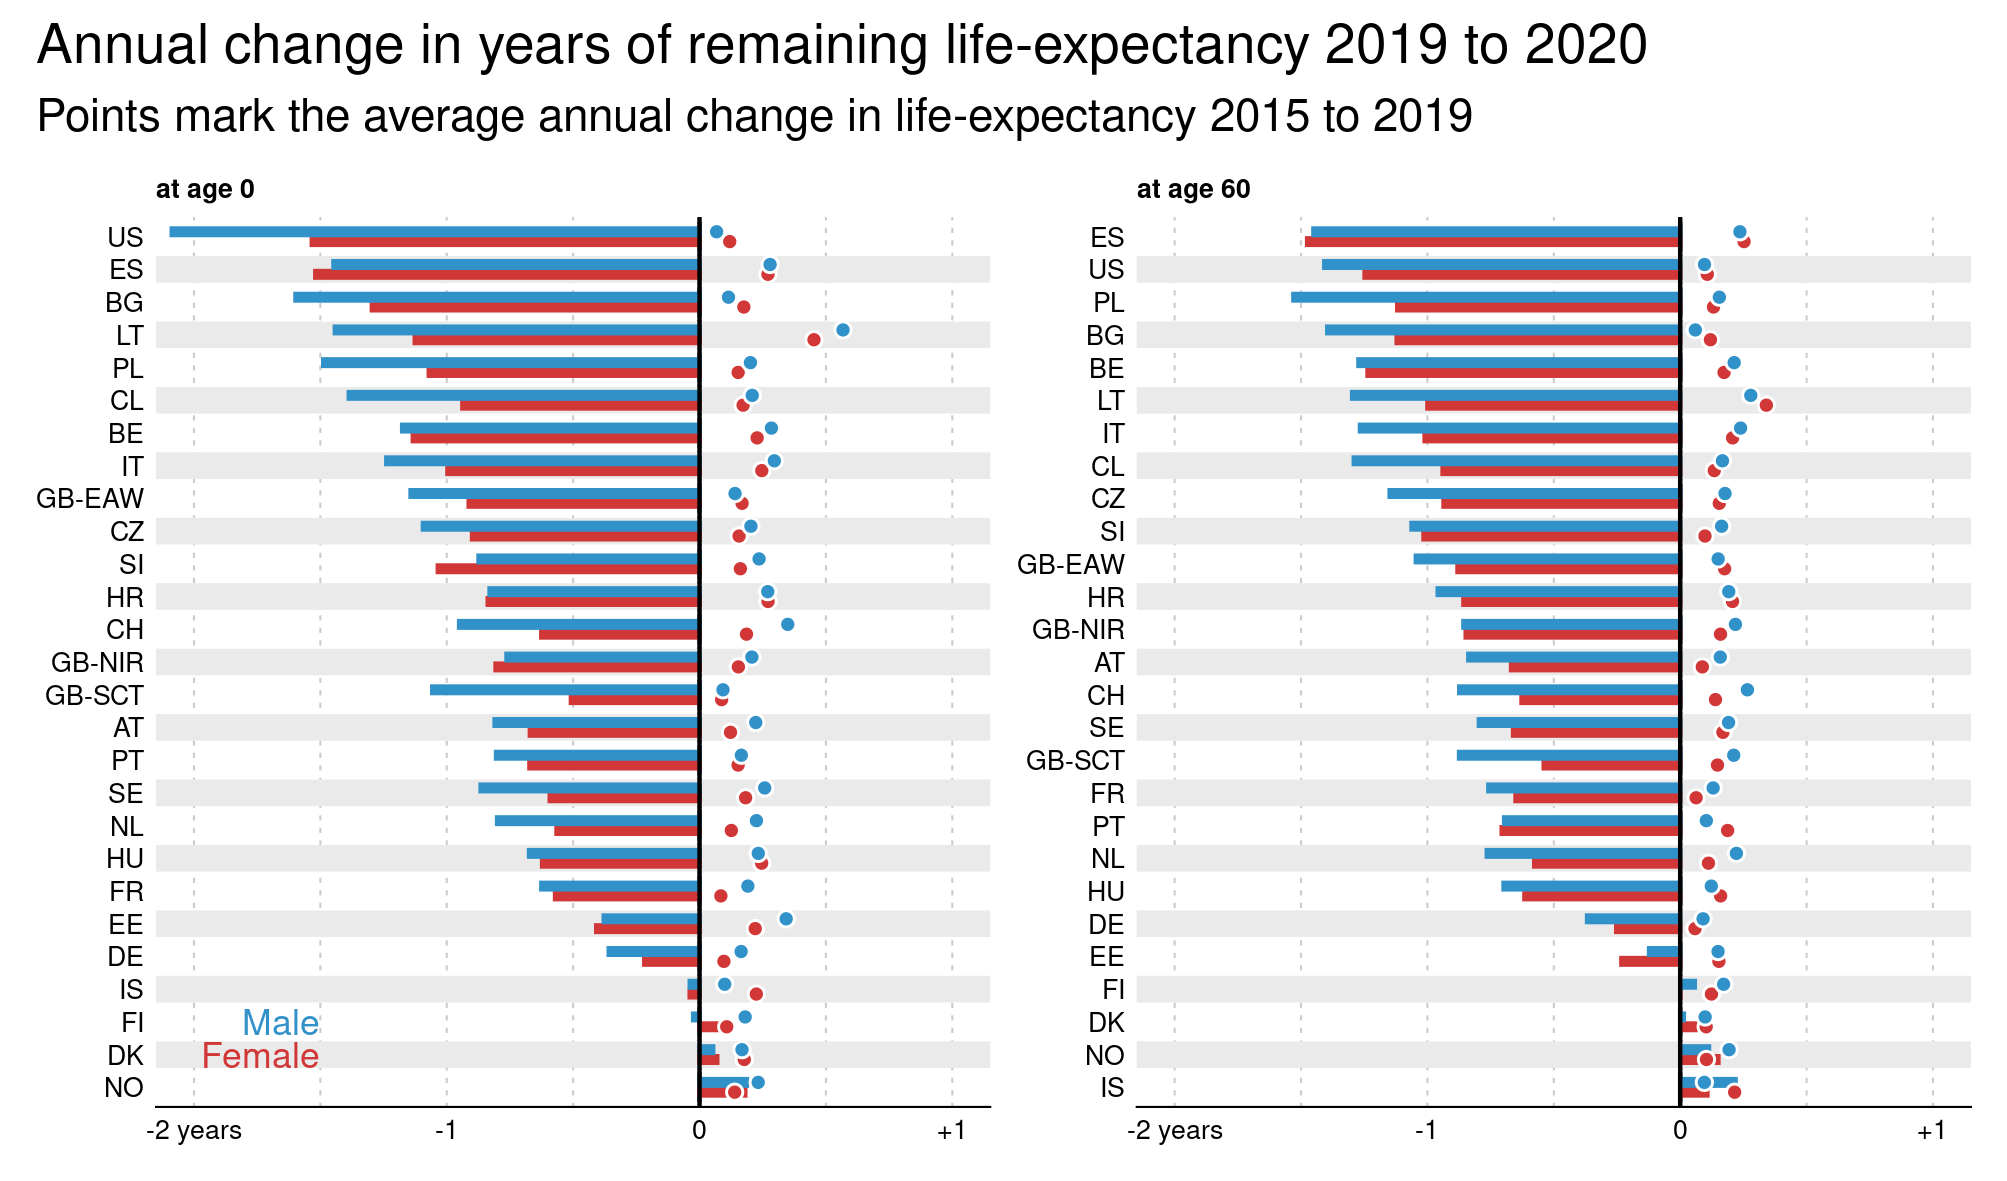 Annual change in years of remaining life-expectancy 2019 to 2020
Points mark the average annual change in life-expectancy 2015 to 2019
at age 0
US
ES
BG
LT
PL
CL
BE
IT
GB-EAW
CZ
SI
HR
CH
GB-NIR
GB-SCT
AT
PT
SE
NL
HU
FR
EE
DE
IS
FI
DK
NO
Male
Female
-2 years -1 0 +1
at age 60
ES
US
PL
BG
BE
LT
IT
CL
CZ
SI
GB-EAW
HR
GB-NIR
AT
CH
SE
GB-SCT
FR
PT
NL
HU
DE
EE
FI
DK
NO
IS
-2 years -1 0 +1